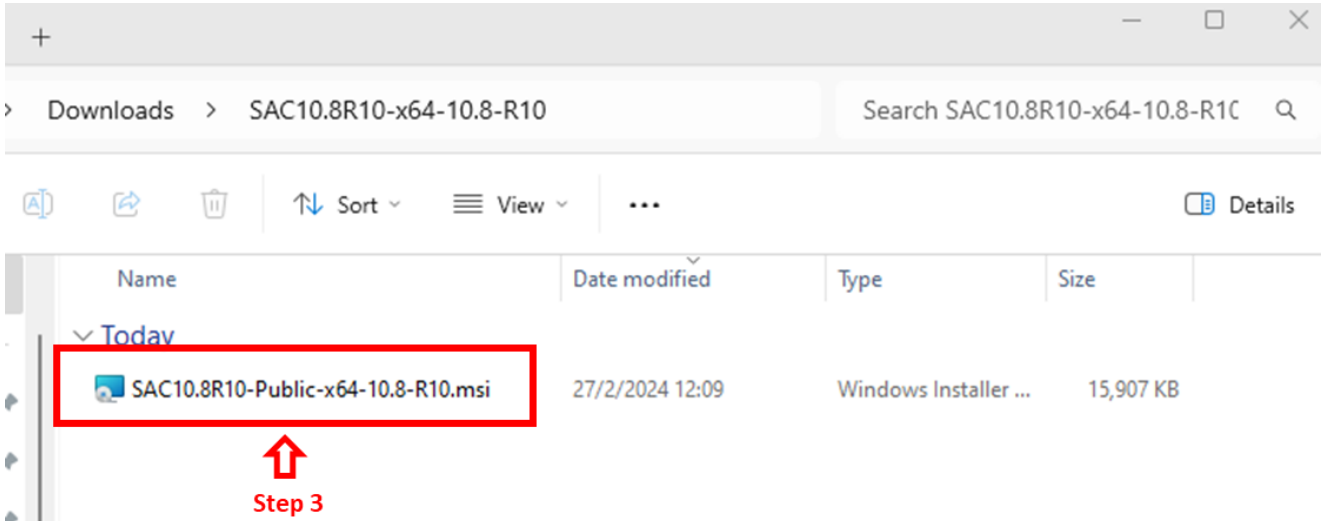 Downloads > SAC10.8R10-x64-10.8-R10 Search SAC10.8R10-x64-10.8-R10
Sort View ... Details
Name Date modified Type Size
Today
SAC10.8R10-Public-x64-10.8-R10.msi 27/2/2024 12:09 Windows Installer ... 15,907 KB
Step 3